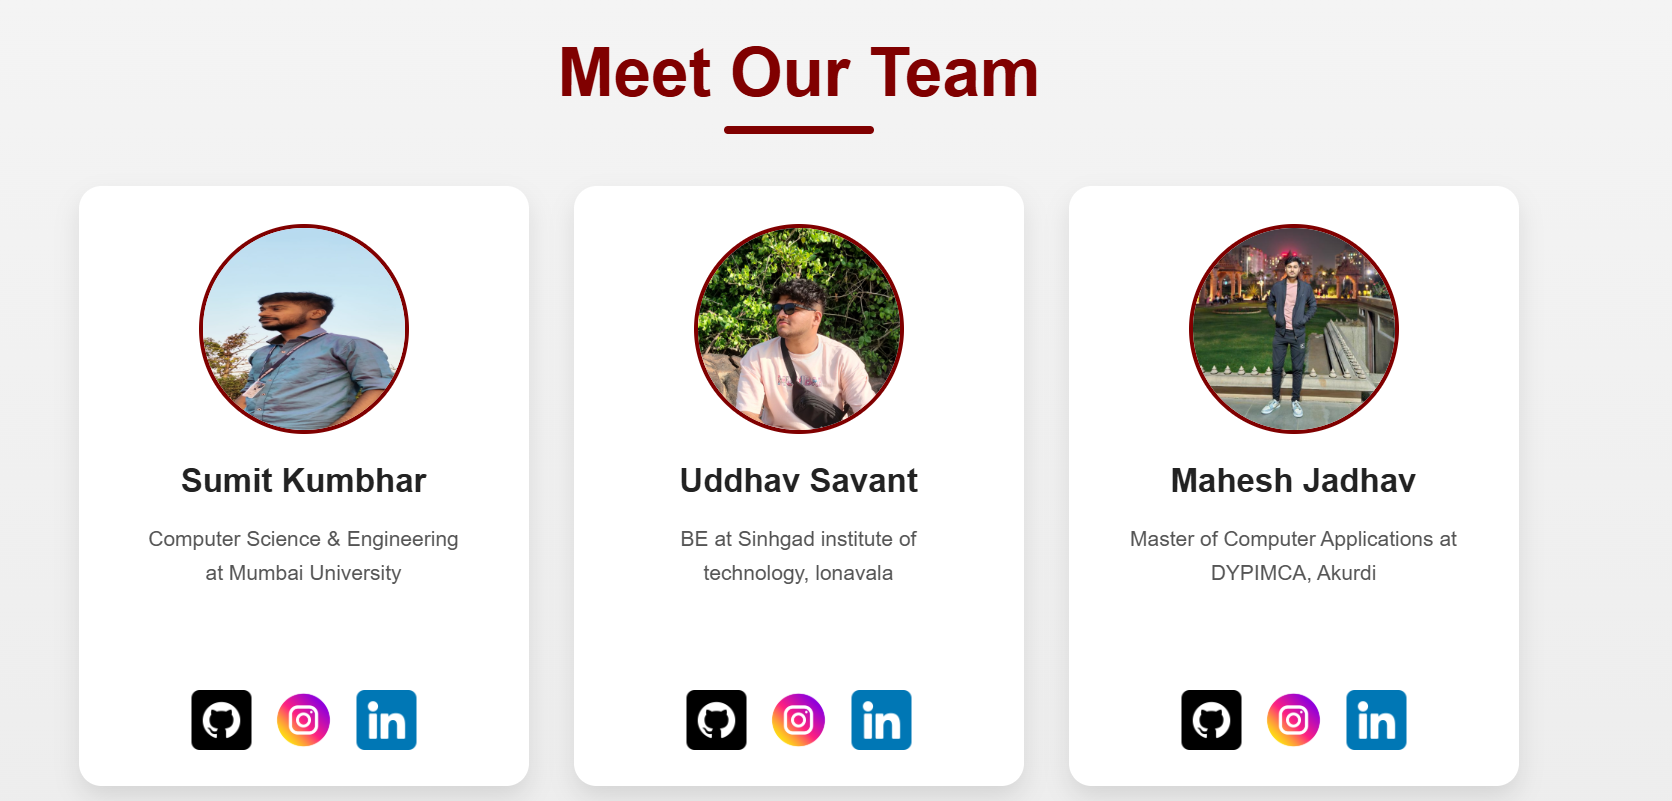 Meet Our Team
Sumit Kumbhar
Computer Science & Engineering
at Mumbai University
Uddhav Savant
BE at Sinhgad institute of
technology, lonavala
Mahesh Jadhav
Master of Computer Applications at
DYPIMCA, Akurdi
in
in
in